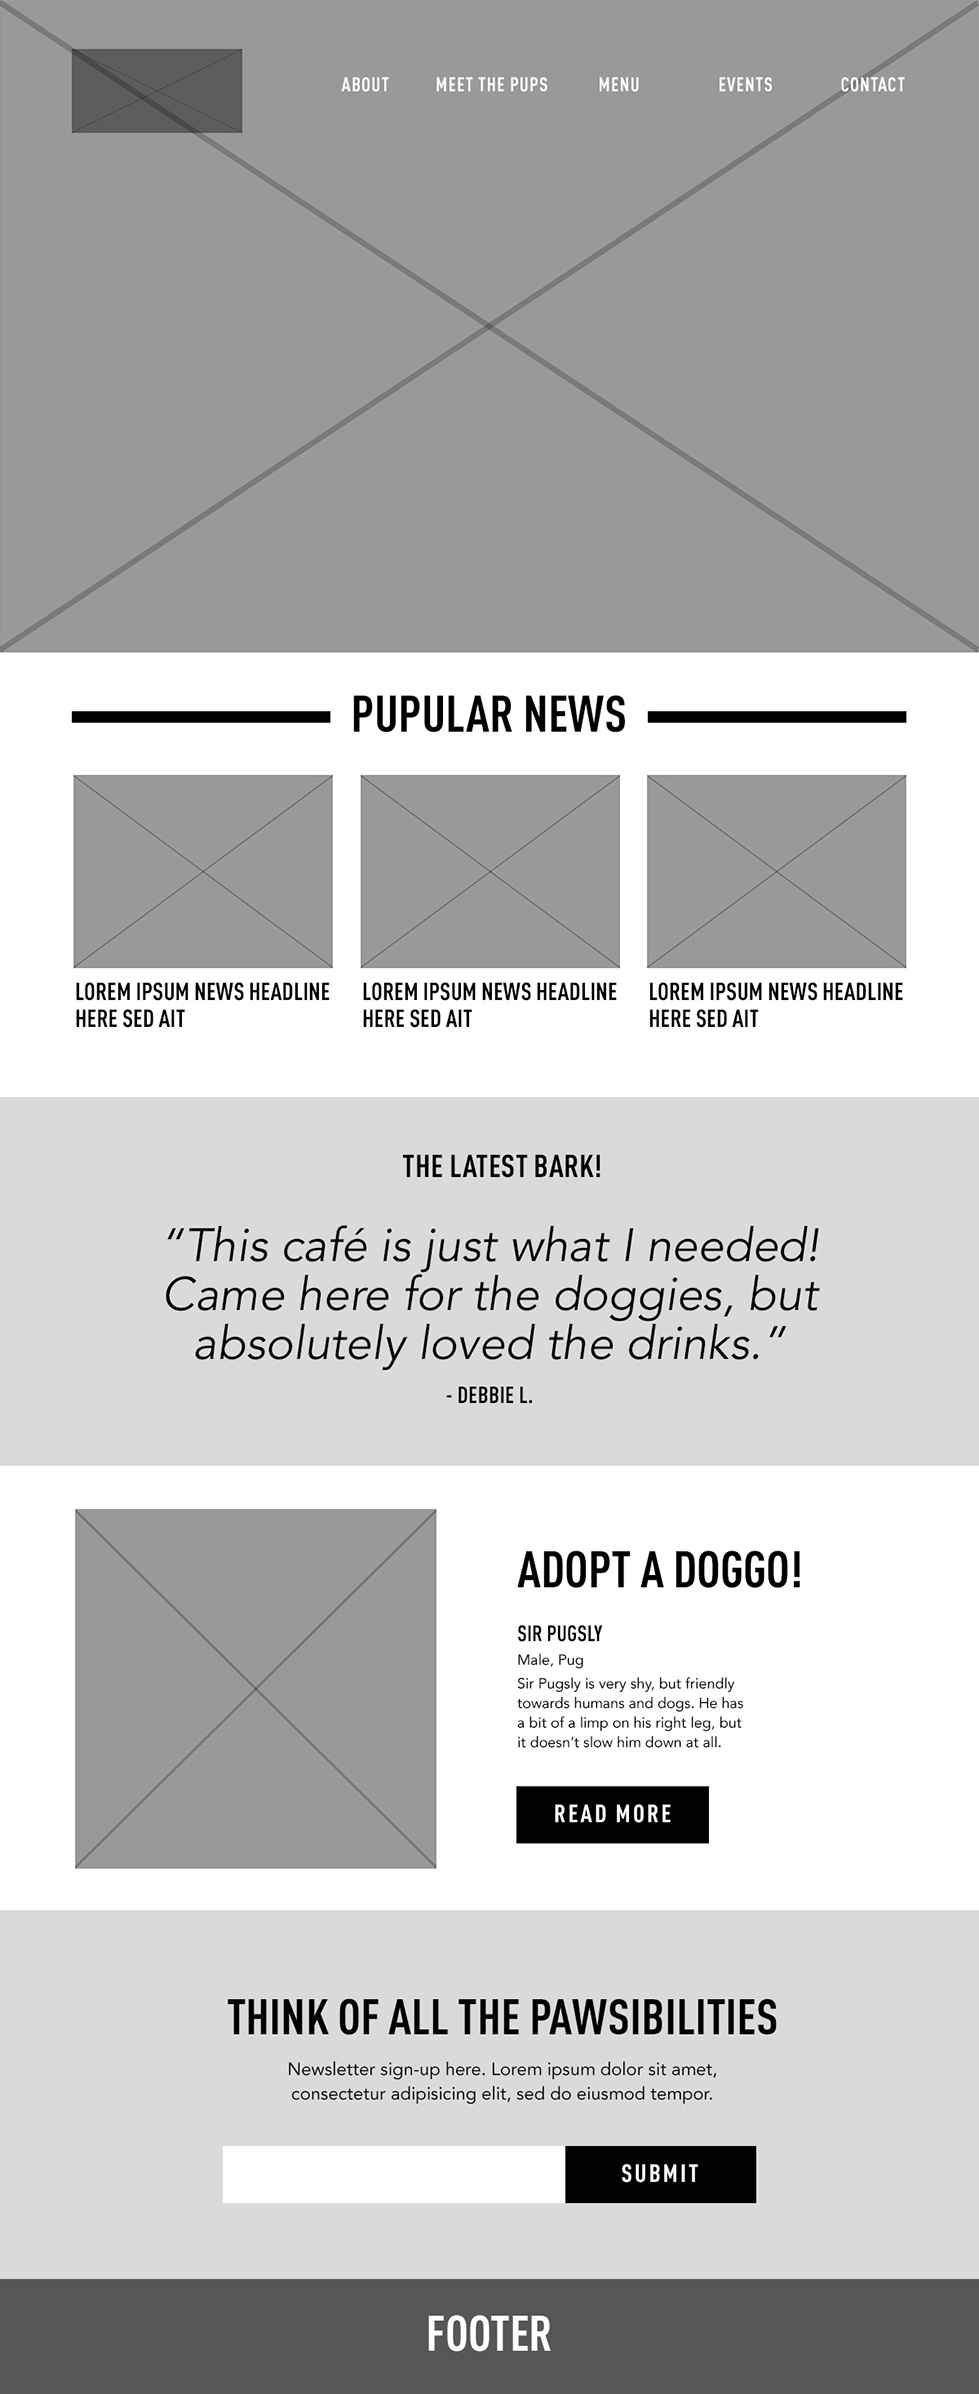 ABOUT MEET THE PUPS MENU EVENTS CONTACT
PUPULAR NEWS
LOREM IPSUM NEWS HEADLINE
HERE SED AIT
LOREM IPSUM NEWS HEADLINE
HERE SED AIT
LOREM IPSUM NEWS HEADLINE
HERE SED AIT
THE LATEST BARK!
“This café is just what I needed!
Came here for the doggies, but
absolutely loved the drinks.”
- DEBBIE L.
ADOPT A DOGGO!
SIR PUGSLY
Male, Pug
Sir Pugsly is very shy, but friendly
towards humans and dogs. He has
a bit of a limp on his right leg, but
it doesn’t slow him down at all.
READ MORE
THINK OF ALL THE PAWSIBILITIES
Newsletter sign-up here. Lorem ipsum dolor sit amet,
consectetur adipisicing elit, sed do eiusmod tempor.
SUBMIT
FOOTER